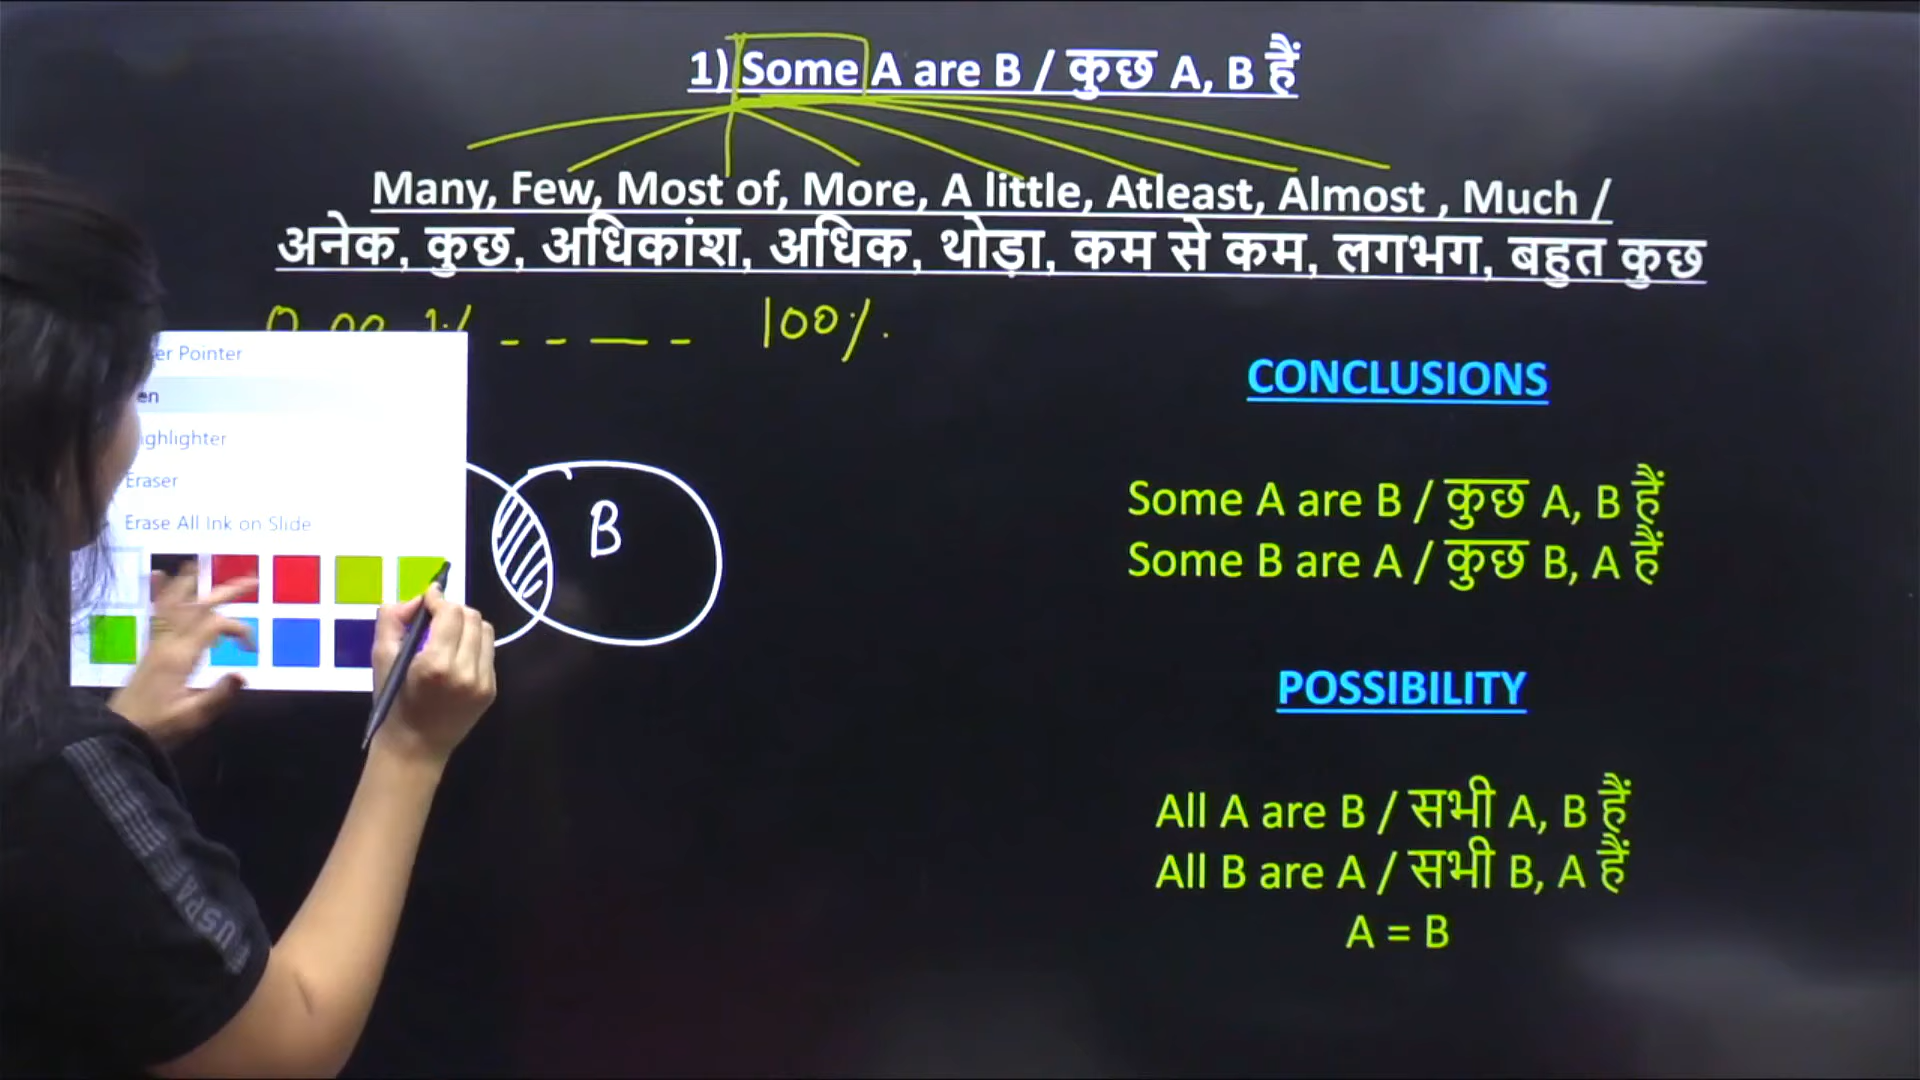 1) Some A are B / कुछ A, B हैं
Many, Few, Most of, More, A little, Atleast, Almost , Much /
अनेक, कुछ, अधिकांश, अधिक, थोड़ा, कम से कम, लगभग, बहुत कुछ
100%.
er Pointer
en
ghlighter
Eraser
Erase All Ink on Slide
B
CONCLUSIONS
Some A are B / कुछ A, B हैं
Some B are A / कुछ B, A हैं
POSSIBILITY
All A are B / सभी A, B हैं
All B are A / सभी B, A हैं
A = B
USPA